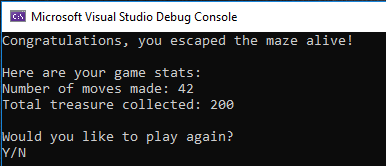 Microsoft Visual Studio Debug Console
Congratulations, you escaped the maze alive!
Here are your game stats:
Number of moves made: 42
Total treasure collected: 200
Would you like to play again?
Y/N